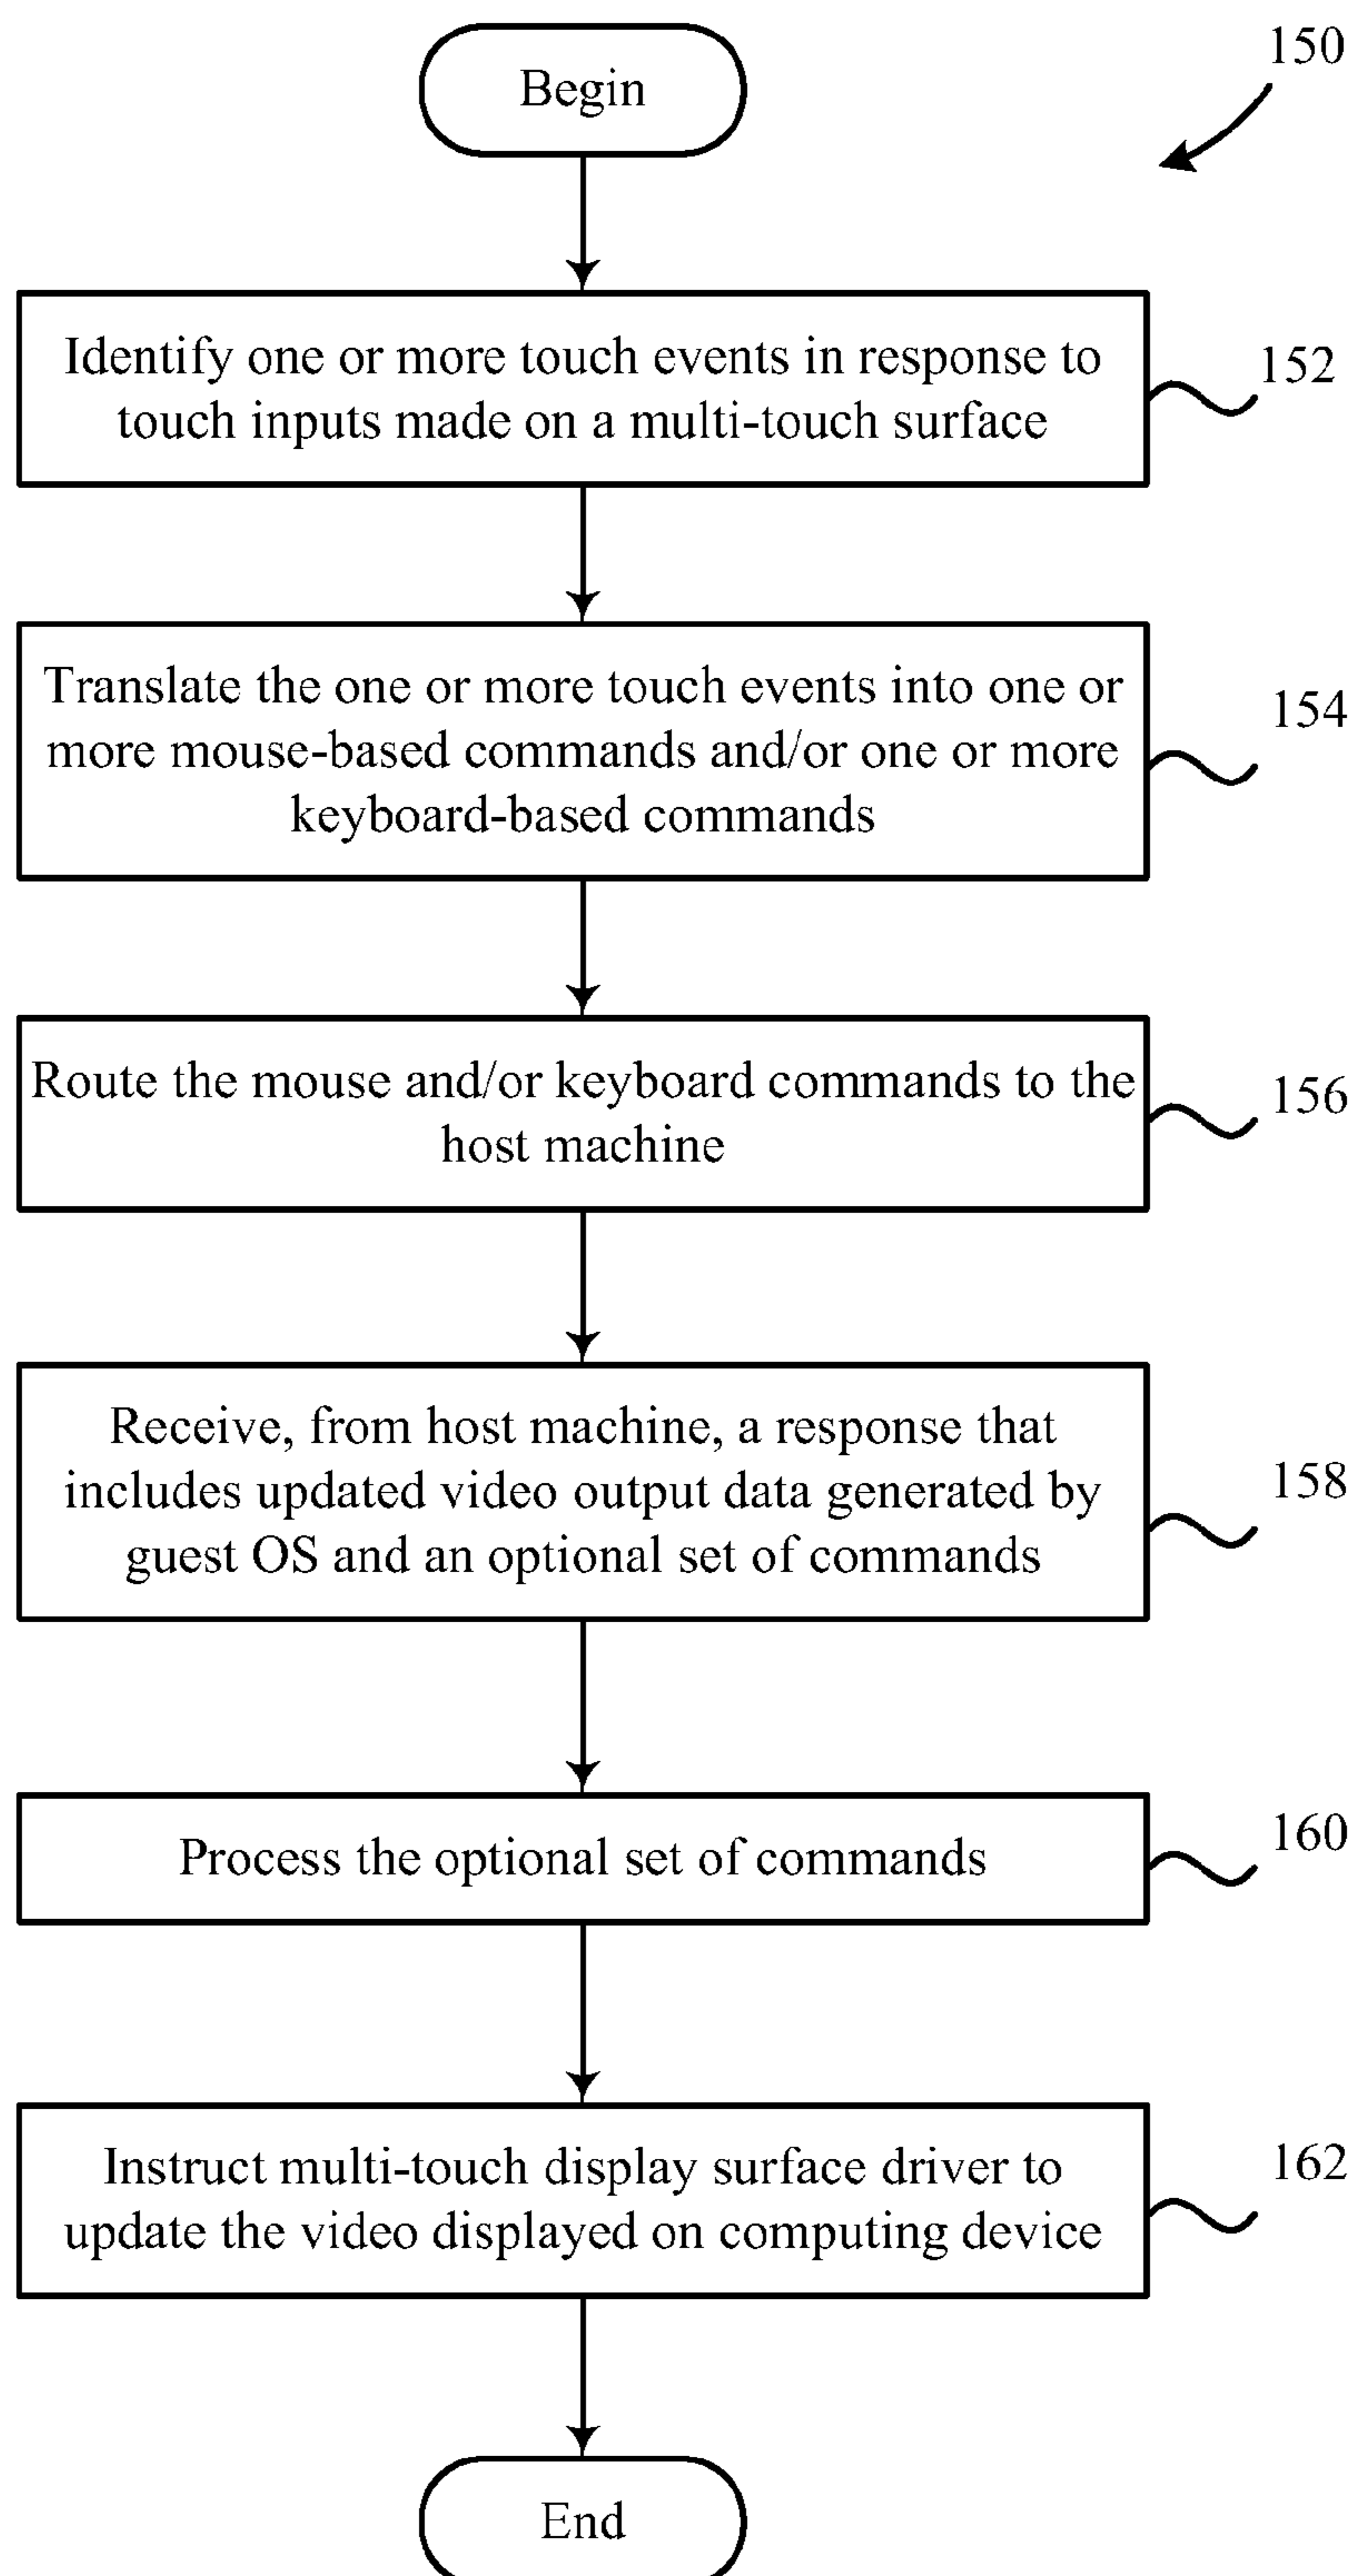 Begin
150
Identify one or more touch events in response to
touch inputs made on a multi-touch surface
152
Translate the one or more touch events into one or
more mouse-based commands and/or one or more
keyboard-based commands
154
Route the mouse and/or keyboard commands to the
host machine
156
Receive, from host machine, a response that
includes updated video output data generated by
guest OS and an optional set of commands
158
Process the optional set of commands
160
Instruct multi-touch display surface driver to
update the video displayed on computing device
162
End